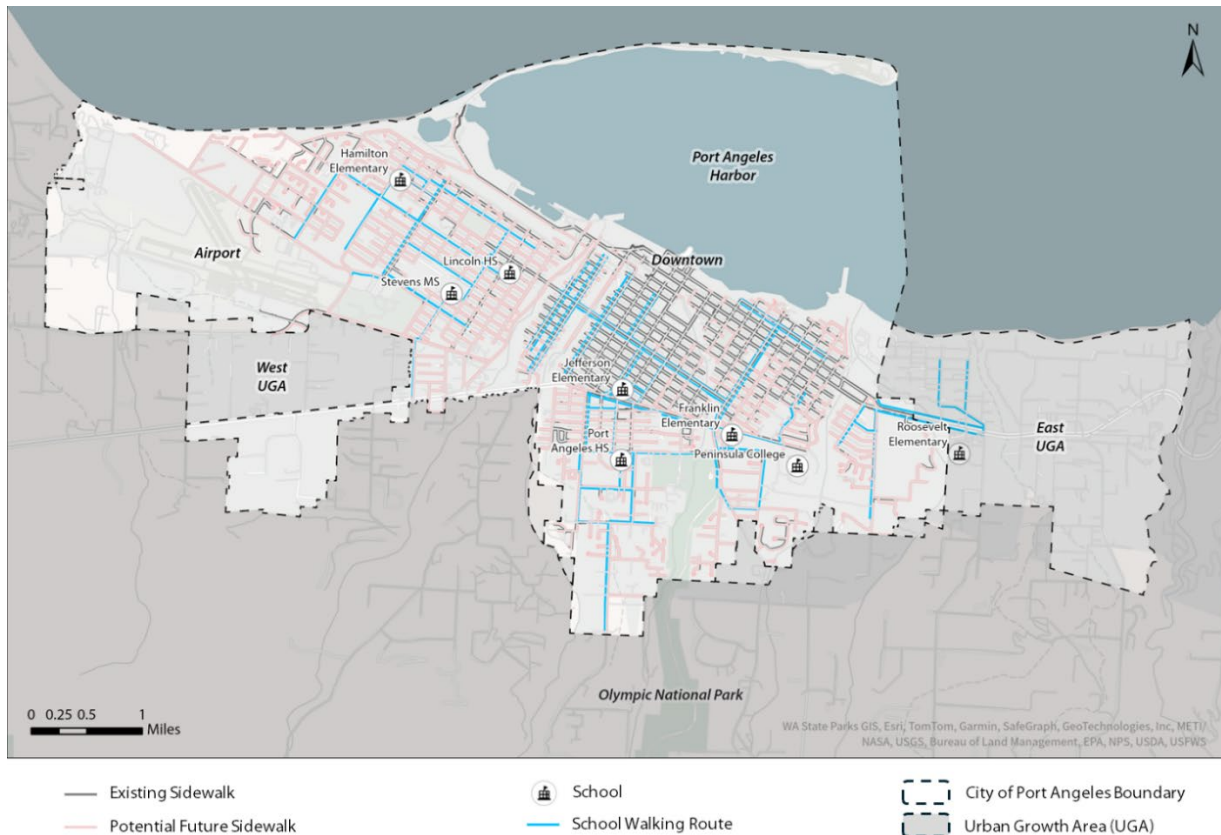 N
Hamilton
Elementary
Port Angeles
Harbor
Airport
Lincoln HS
Downtown
Stevens MS
West
UGA
Jefferson
Elementary
Franklin
Elementary
Roosevelt
Elementary
East
UGA
Port
Angeles HS
Peninsula College
Olympic National Park
0 0.25 0.5 1
Miles
WA State Parks GIS, Esri, TomTom, Garmin, SafeGraph, GeoTechnologies, Inc, METI/
NASA, USGS, Bureau of Land Management, EPA, NPS, USDA, USFWS
Existing Sidewalk
School
City of Port Angeles Boundary
Potential Future Sidewalk
School Walking Route
Urban Growth Area (UGA)